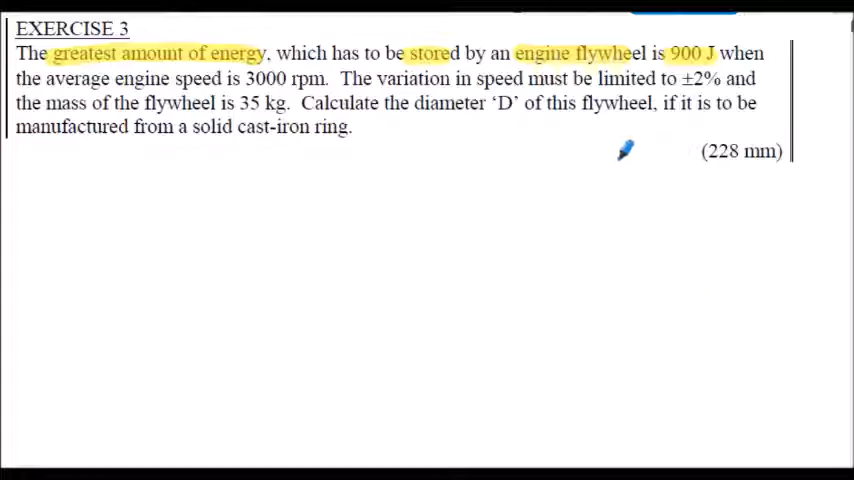 EXERCISE 3
The greatest amount of energy, which has to be stored by an engine flywheel is 900 J when
the average engine speed is 3000 rpm. The variation in speed must be limited to ±2% and
the mass of the flywheel is 35 kg. Calculate the diameter ‘D’ of this flywheel, if it is to be
manufactured from a solid cast-iron ring.
(228 mm)